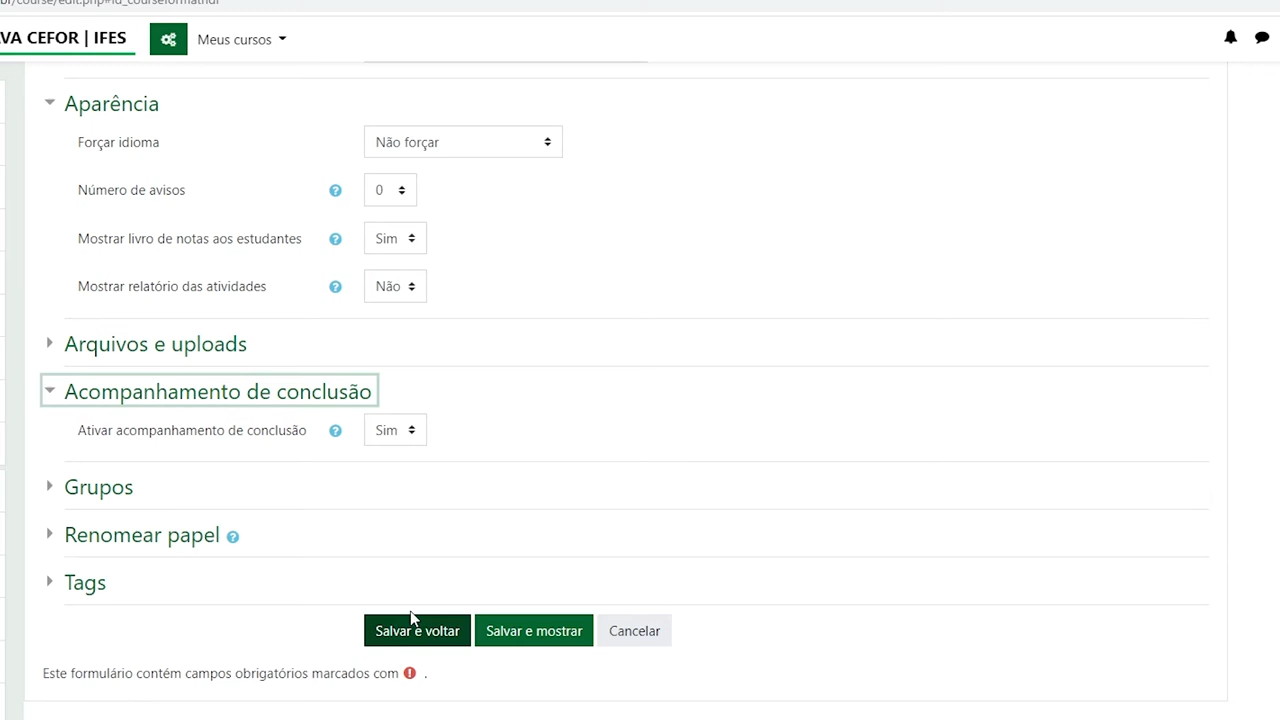 VA CEFOR | IFES
Meus cursos
Aparência
Forçar idioma
Não forçar
Número de avisos
0
Mostrar livro de notas aos estudantes
Sim
Mostrar relatório das atividades
Não
Arquivos e uploads
Acompanhamento de conclusão
Ativar acompanhamento de conclusão
Sim
Grupos
Renomear papel
Tags
Salvar e voltar
Salvar e mostrar
Cancelar
Este formulário contém campos obrigatórios marcados com .